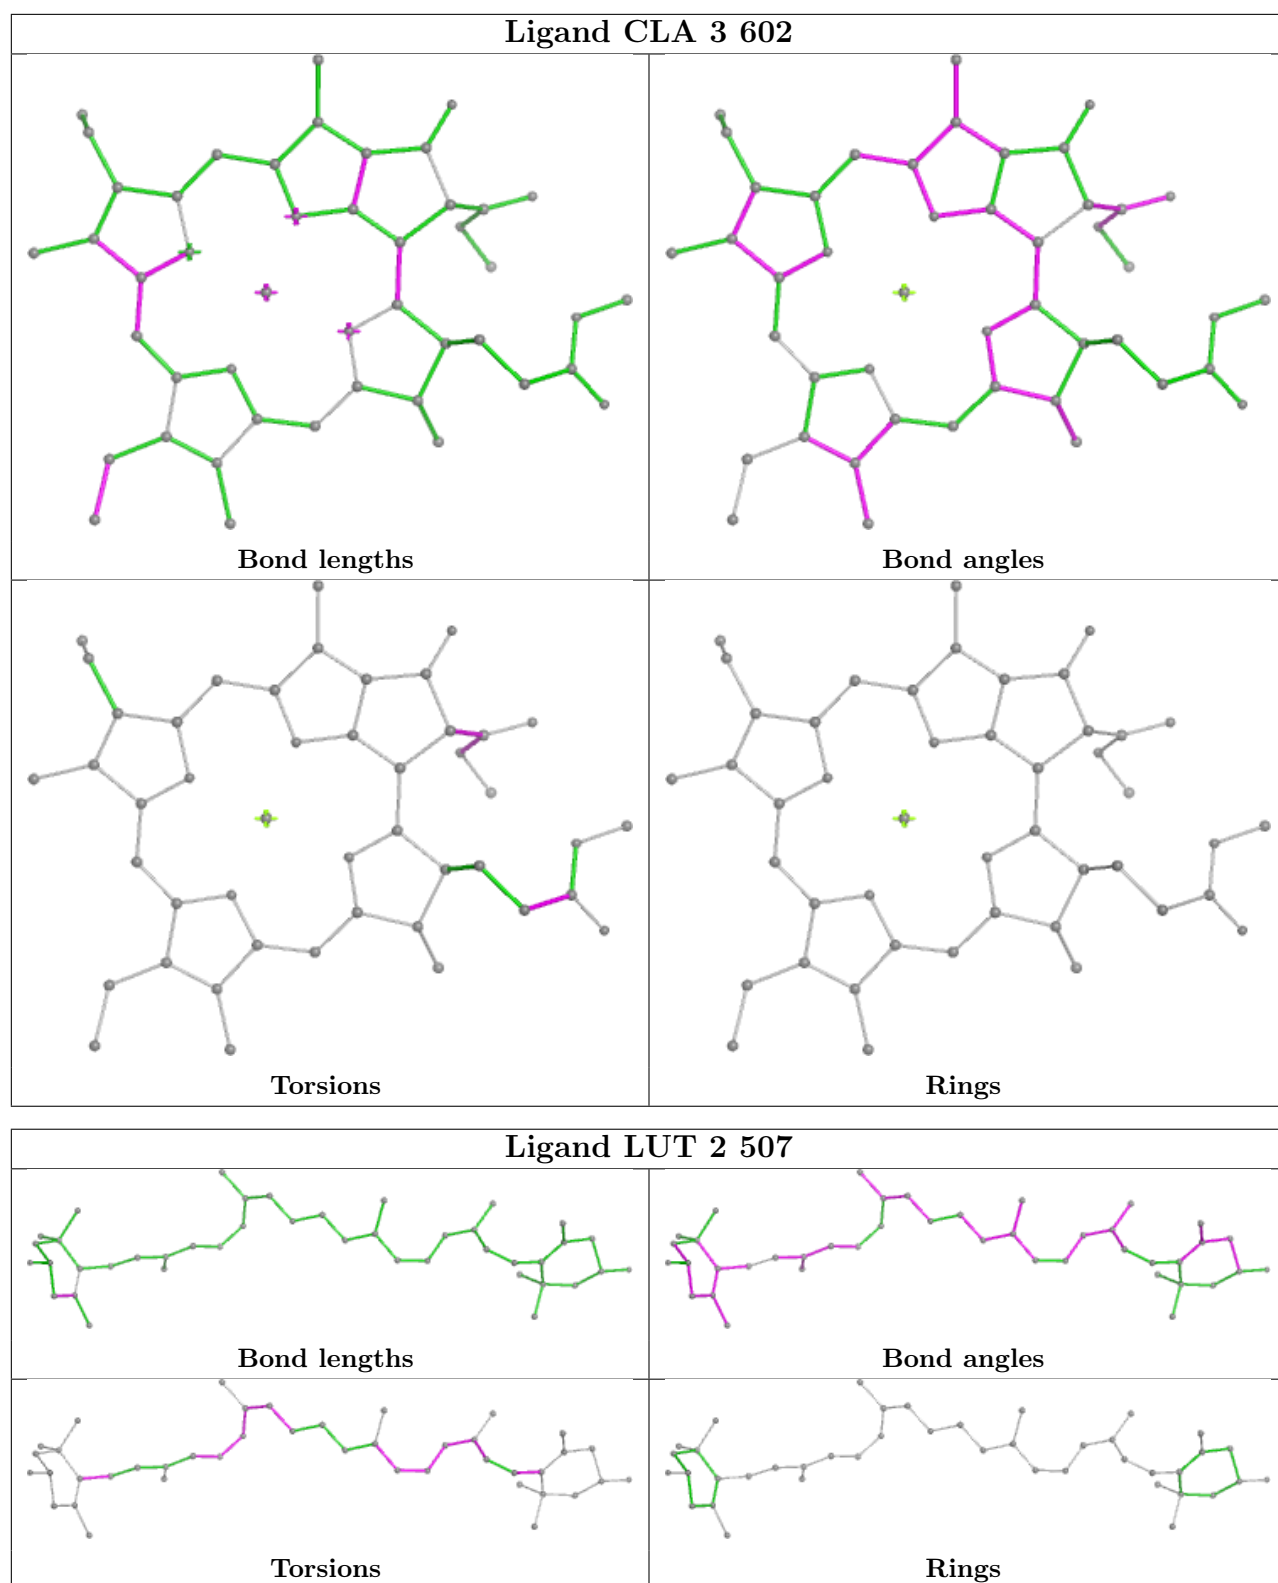 Ligand CLA 3 602
Bond lengths
Bond angles
Torsions
Rings
Ligand LUT 2 507
Bond lengths
Bond angles
Torsions
Rings